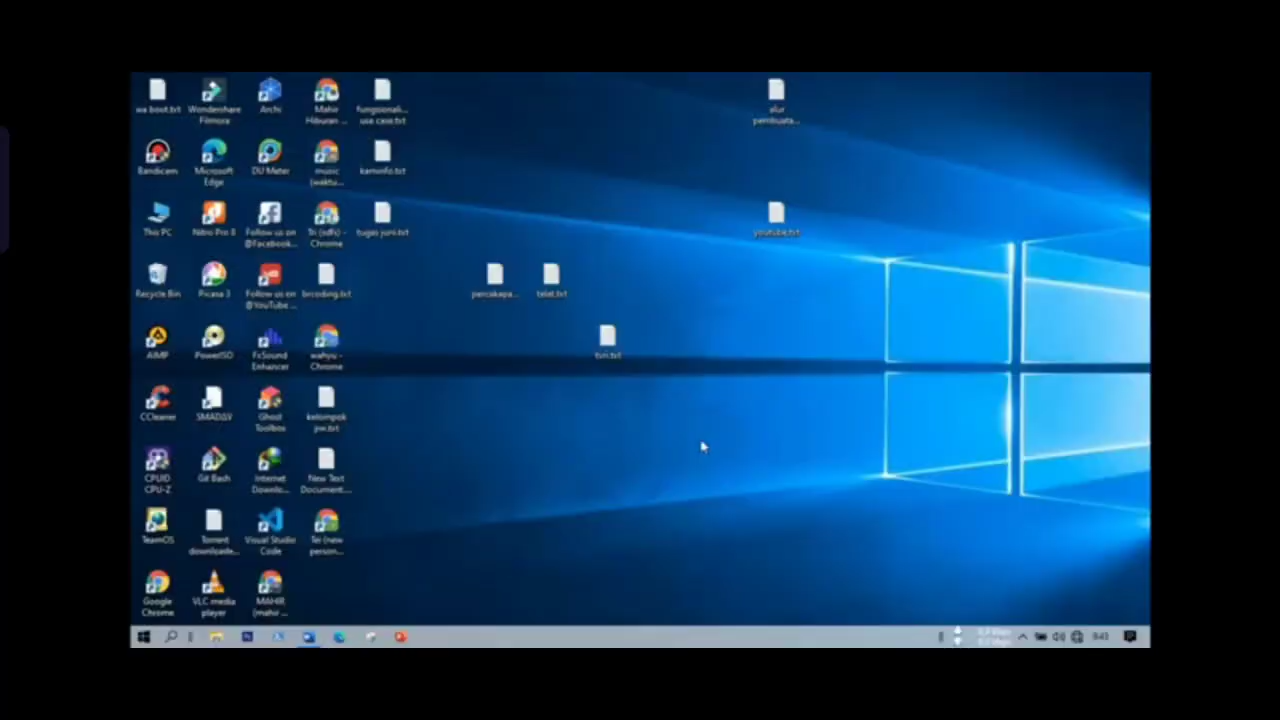 wa boot.txt
Wondershare
Filmora
Archi
Mahir
Hiburan ...
fungsionali...
use case.txt
alur
pembuata...
Bandicam
Microsoft
Edge
DU Meter
music
(waktu...
kaminfo.txt
This PC
Nitro Pro 8
Follow us on
@Facebook...
Tri (sdfs) -
Chrome
tugas juni.txt
youtube.txt
Recycle Bin
Picasa 3
Follow us on
@YouTube ...
brcoding.txt
percakapa...
telat.txt
AIMP
PowerISO
FxSound
Enhancer
wahyu -
Chrome
CCleaner
SMADAV
Ghost
Toolbox
kelompok
pw.txt
CPUID
CPU-Z
Git Bash
Internet
Downlo...
New Text
Document....
TeamOS
Torrent
downloade...
Visual Studio
Code
Tei (new
person...
Google
Chrome
VLC media
player
MAHIR
(mahir ...
9:43